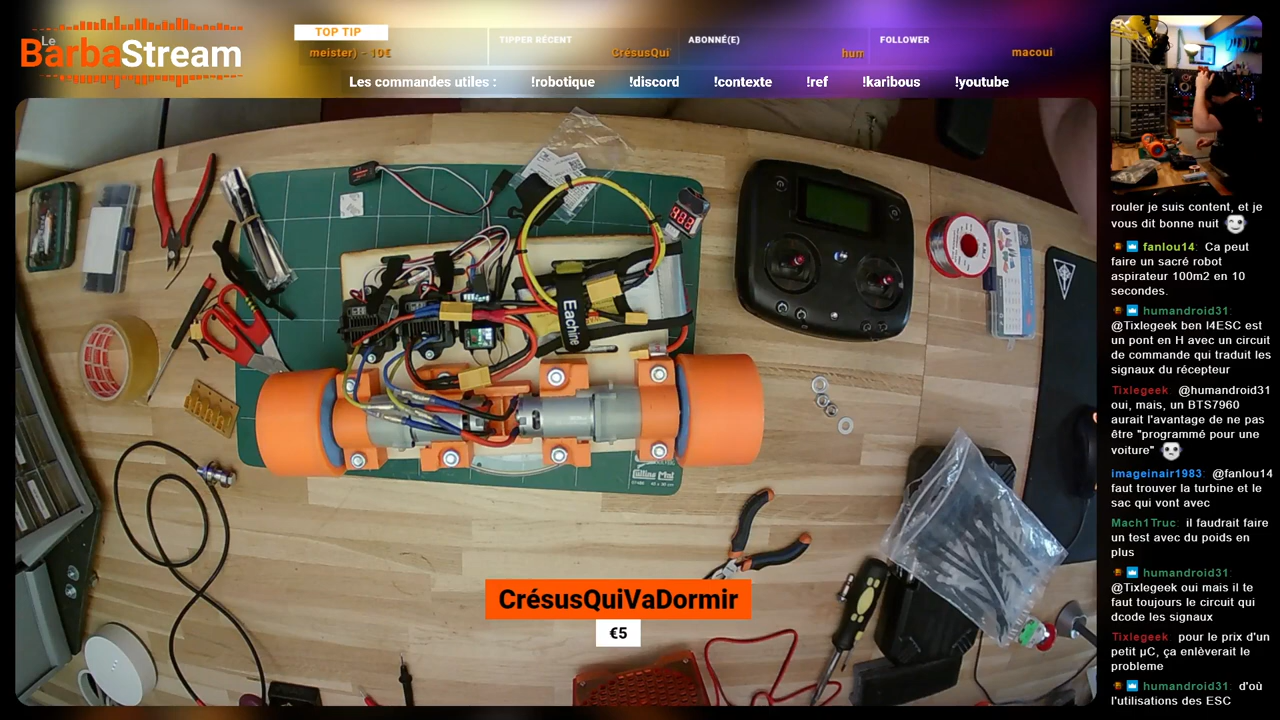 Le
BarbaStream
TOP TIP
meister) - 10€
TIPPER RÉCENT
CrésusQui
ABONNÉ(E)
hum
FOLLOWER
macoui
Les commandes utiles : !robotique !discord !contexte !ref !karibous !youtube
Eachine
CrésusQuiVaDormir
€5
rouler je suis content, et je
vous dit bonne nuit
fanlou14: Ca peut
faire un sacré robot
aspirateur 100m2 en 10
secondes.
humandroid31:
@Tixlegeek ben l4ESC est
un pont en H avec un circuit
de commande qui traduit les
signaux du récepteur
Tixlegeek: @humandroid31
oui, mais, un BTS7960
aurait l'avantage de ne pas
être "programmé pour une
voiture"
imageinair1983: @fanlou14
faut trouver la turbine et le
sac qui vont avec
Mach1Truc: il faudrait faire
un test avec du poids en
plus
humandroid31:
@Tixlegeek oui mais il te
faut toujours le circuit qui
dcode les signaux
Tixlegeek: pour le prix d'un
petit µC, ça enlèverait le
probleme
humandroid31: d'où
l'utilisations des ESC